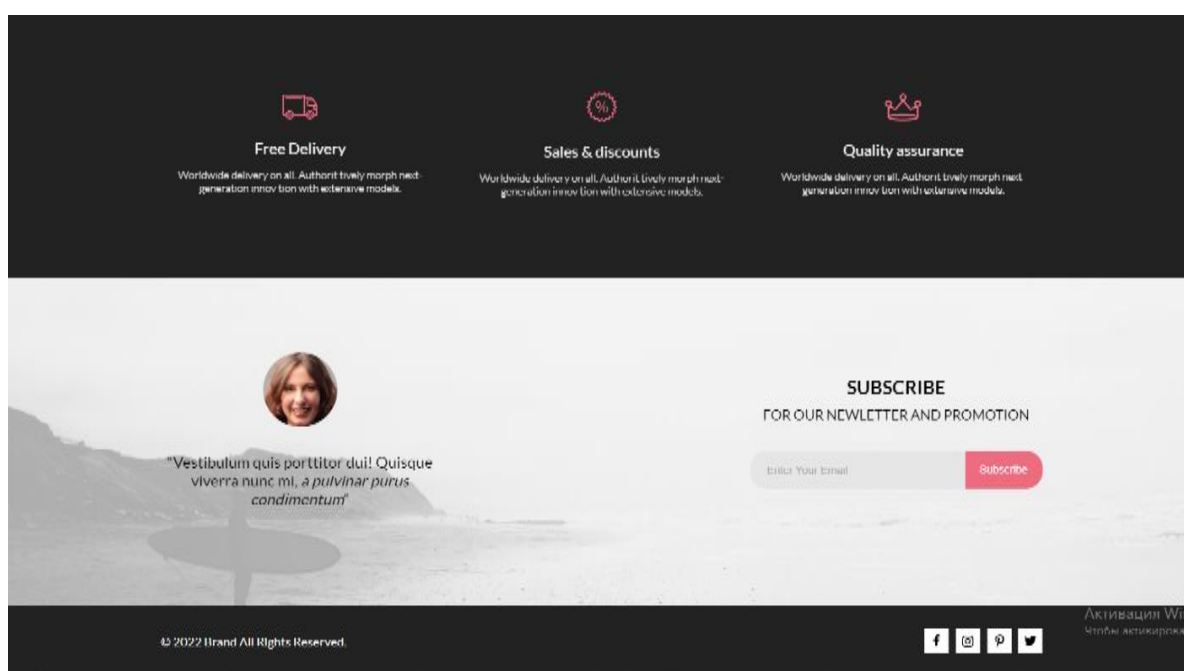 %
Free Delivery
Worldwide delivery on all. Authorit tively morph next-
generation innov tion with extensive models.
Sales & discounts
Worldwide delivery on all. Authorit tively morph next-
generation innov tion with extensive models.
Quality assurance
Worldwide delivery on all. Authorit tively morph next
generation innov tion with extensive models.
"Vestibulum quis porttitor dui! Quisque
viverra nunc mi, a pulvinar purus
condimentum"
SUBSCRIBE
FOR OUR NEWLETTER AND PROMOTION
Enter Your Email
Subscribe
© 2022 Brand All Rights Reserved.
Активация Wi
Чтобы активирова